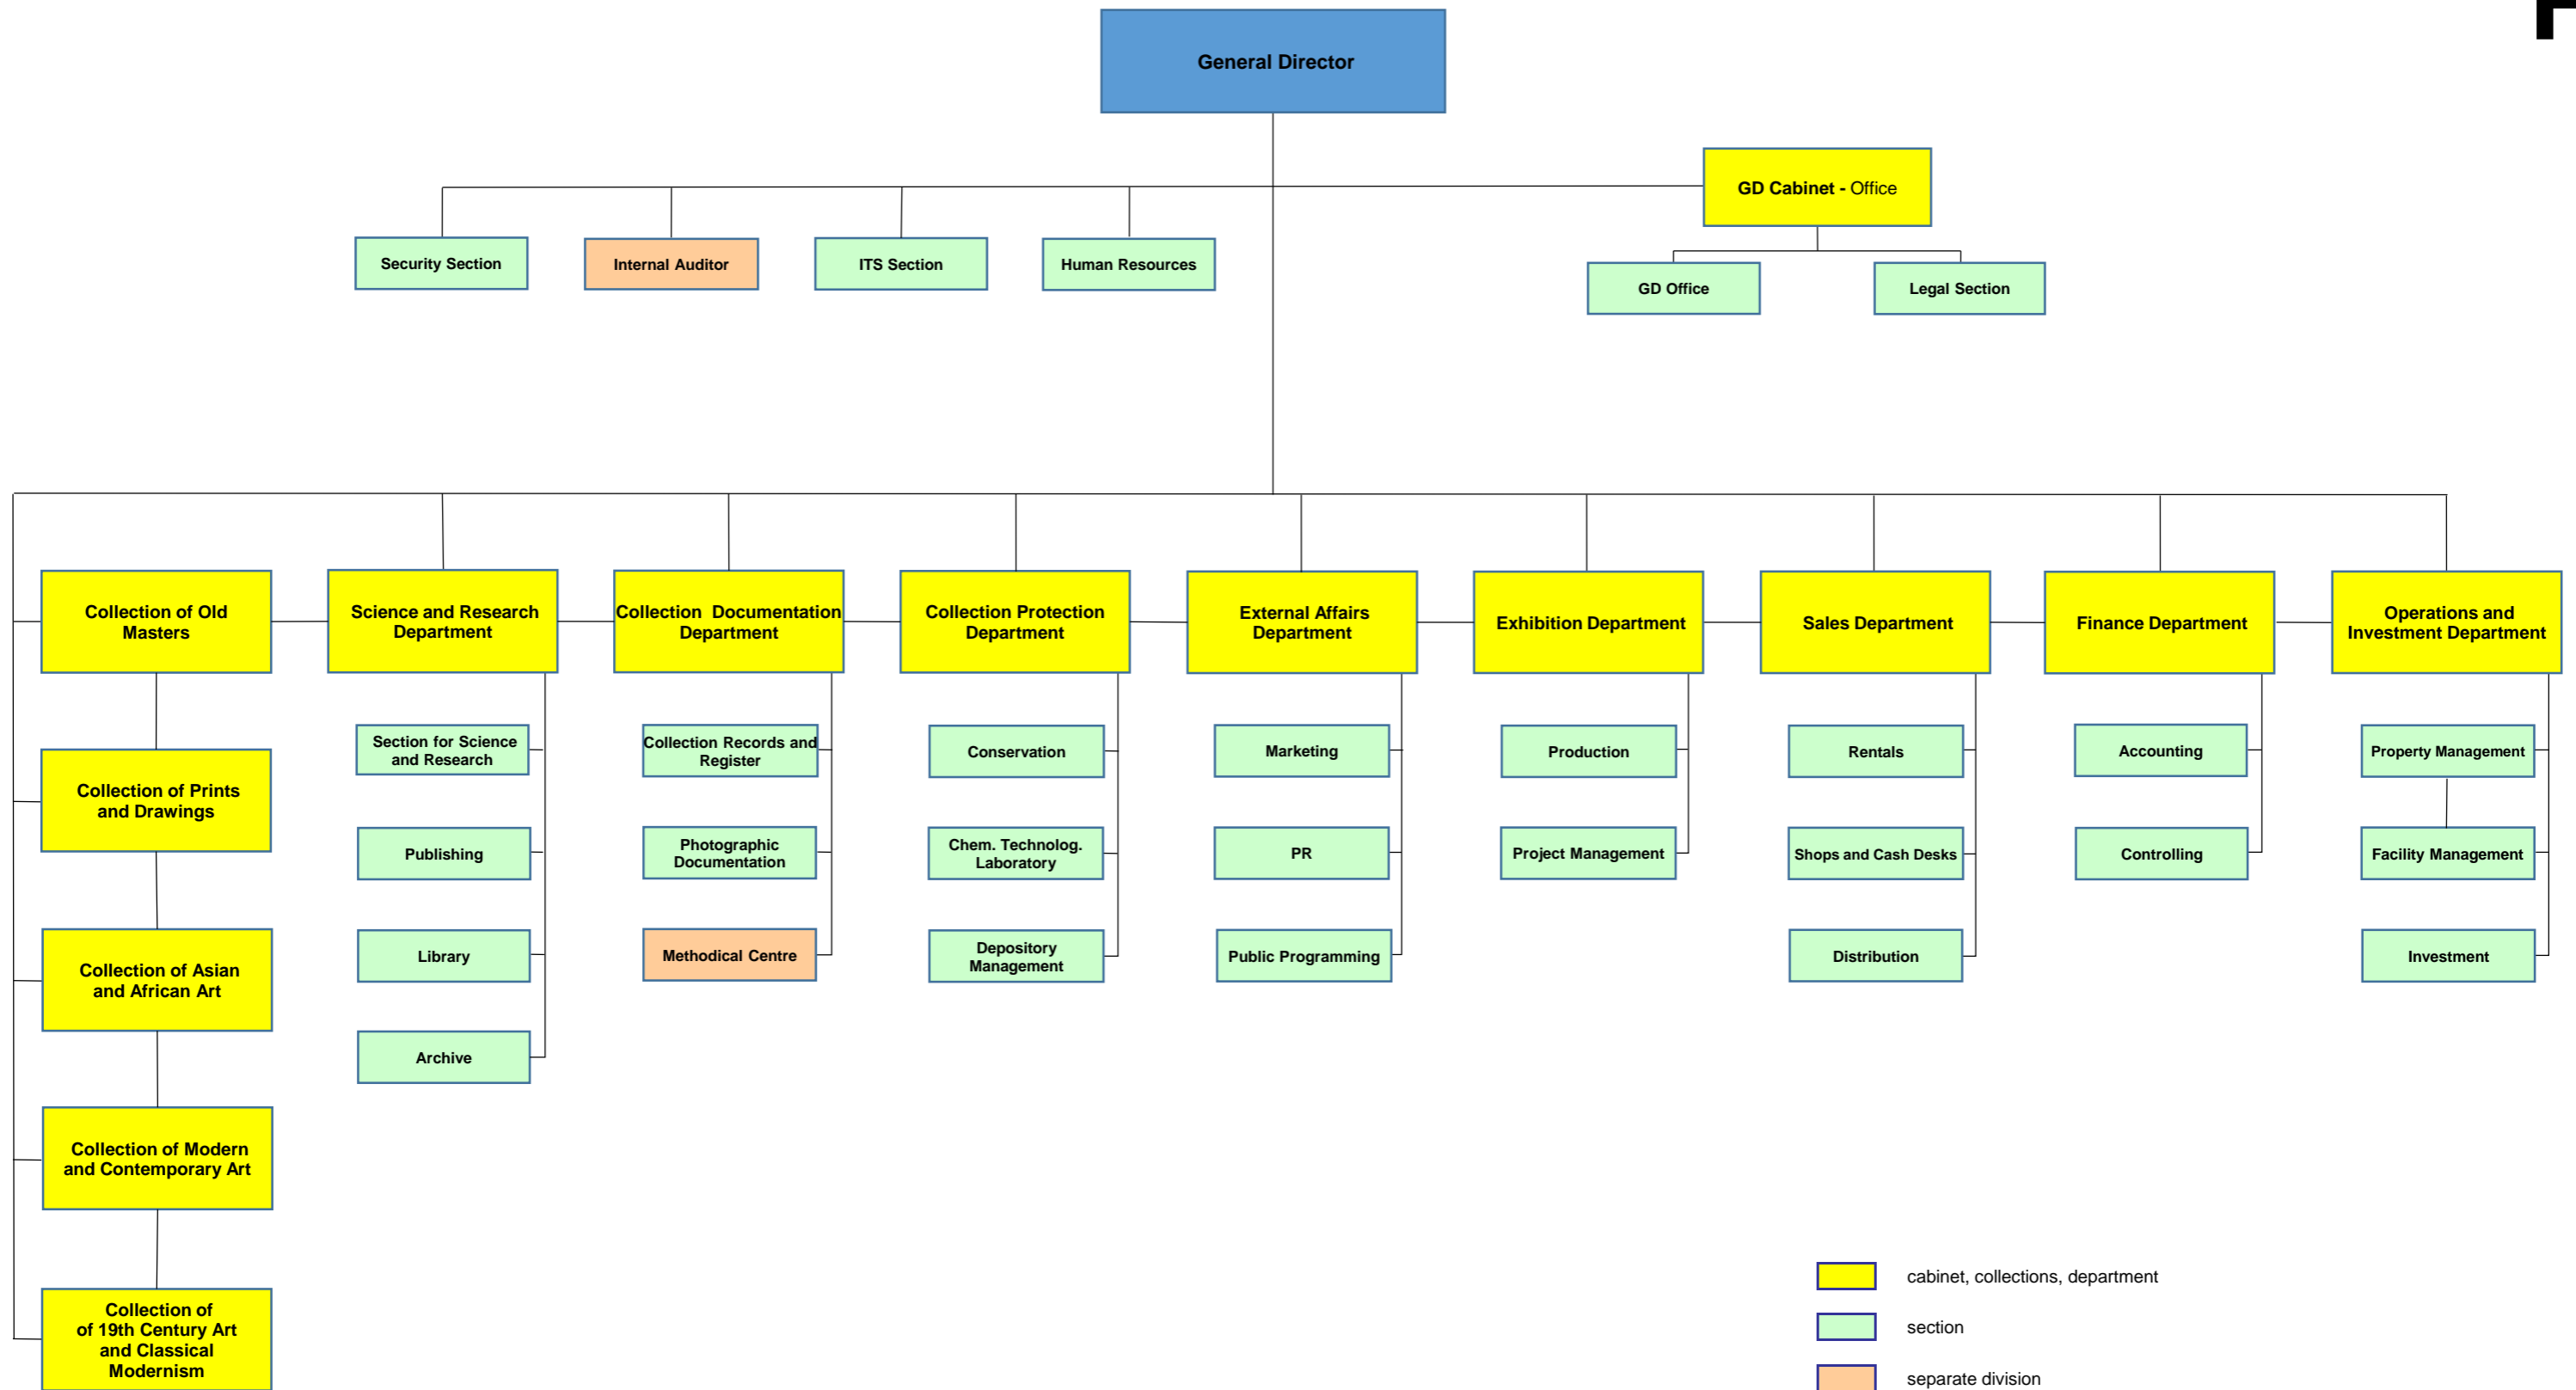 General Director
GD Cabinet - Office
Security Section
Internal Auditor
ITS Section
Human Resources
GD Office
Legal Section
Collection of Old
Masters
Science and Research
Department
Collection  Documentation
Department
Collection Protection
Department
External Affairs
Department
Exhibition Department
Sales Department
Finance Department
Operations and
Investment Department
Section for Science
and Research
Collection Records and
Register
Conservation
Marketing
Production
Rentals
Accounting
Property Management
Collection of Prints
and Drawings
Publishing
Photographic
Documentation
Chem. Technolog.
Laboratory
PR
Project Management
Shops and Cash Desks
Controlling
Facility Management
Collection of Asian
and African Art
Library
Methodical Centre
Depository
Management
Public Programming
Distribution
Investment
Archive
Collection of Modern
and Contemporary Art
Collection of
of 19th Century Art
and Classical
Modernism
cabinet, collections, department
section
separate division